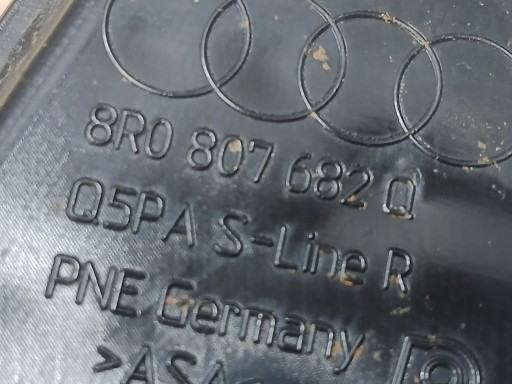 8R0 807 682 Q
Q5PA S-Line R
PNE Germany